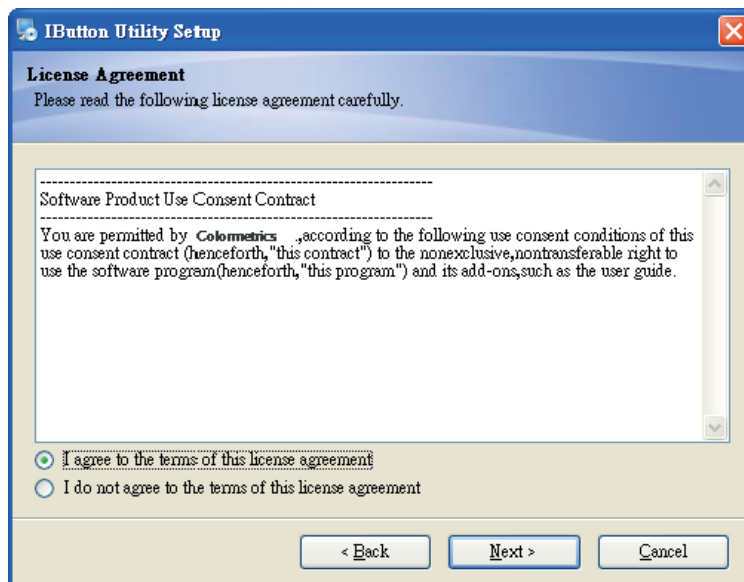 IButton Utility Setup
License Agreement
Please read the following license agreement carefully.
--------------------------------------------------------------------
Software Product Use Consent Contract
--------------------------------------------------------------------
You are permitted by Colormetrics .,according to the following use consent conditions of this
use consent contract (henceforth,"this contract") to the nonexclusive,nontransferable right to
use the software program(henceforth,"this program") and its add-ons,such as the user guide.
I agree to the terms of this license agreement
I do not agree to the terms of this license agreement
< Back Next > Cancel